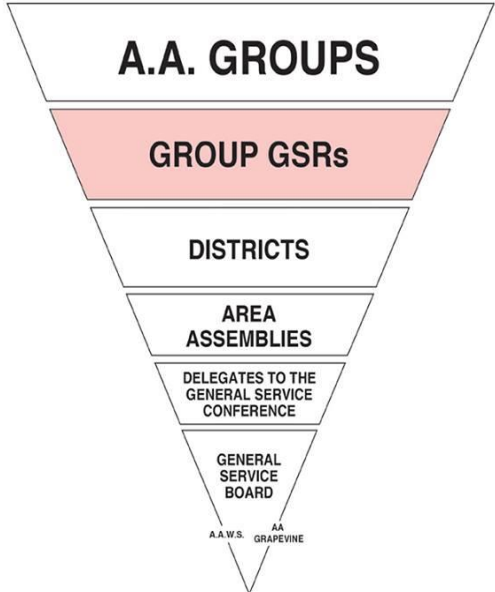 A.A. GROUPS
GROUP GSRs
DISTRICTS
AREA
ASSEMBLIES
DELEGATES TO THE
GENERAL SERVICE
CONFERENCE
GENERAL
SERVICE
BOARD
A.A.W.S.
AA
GRAPEVINE